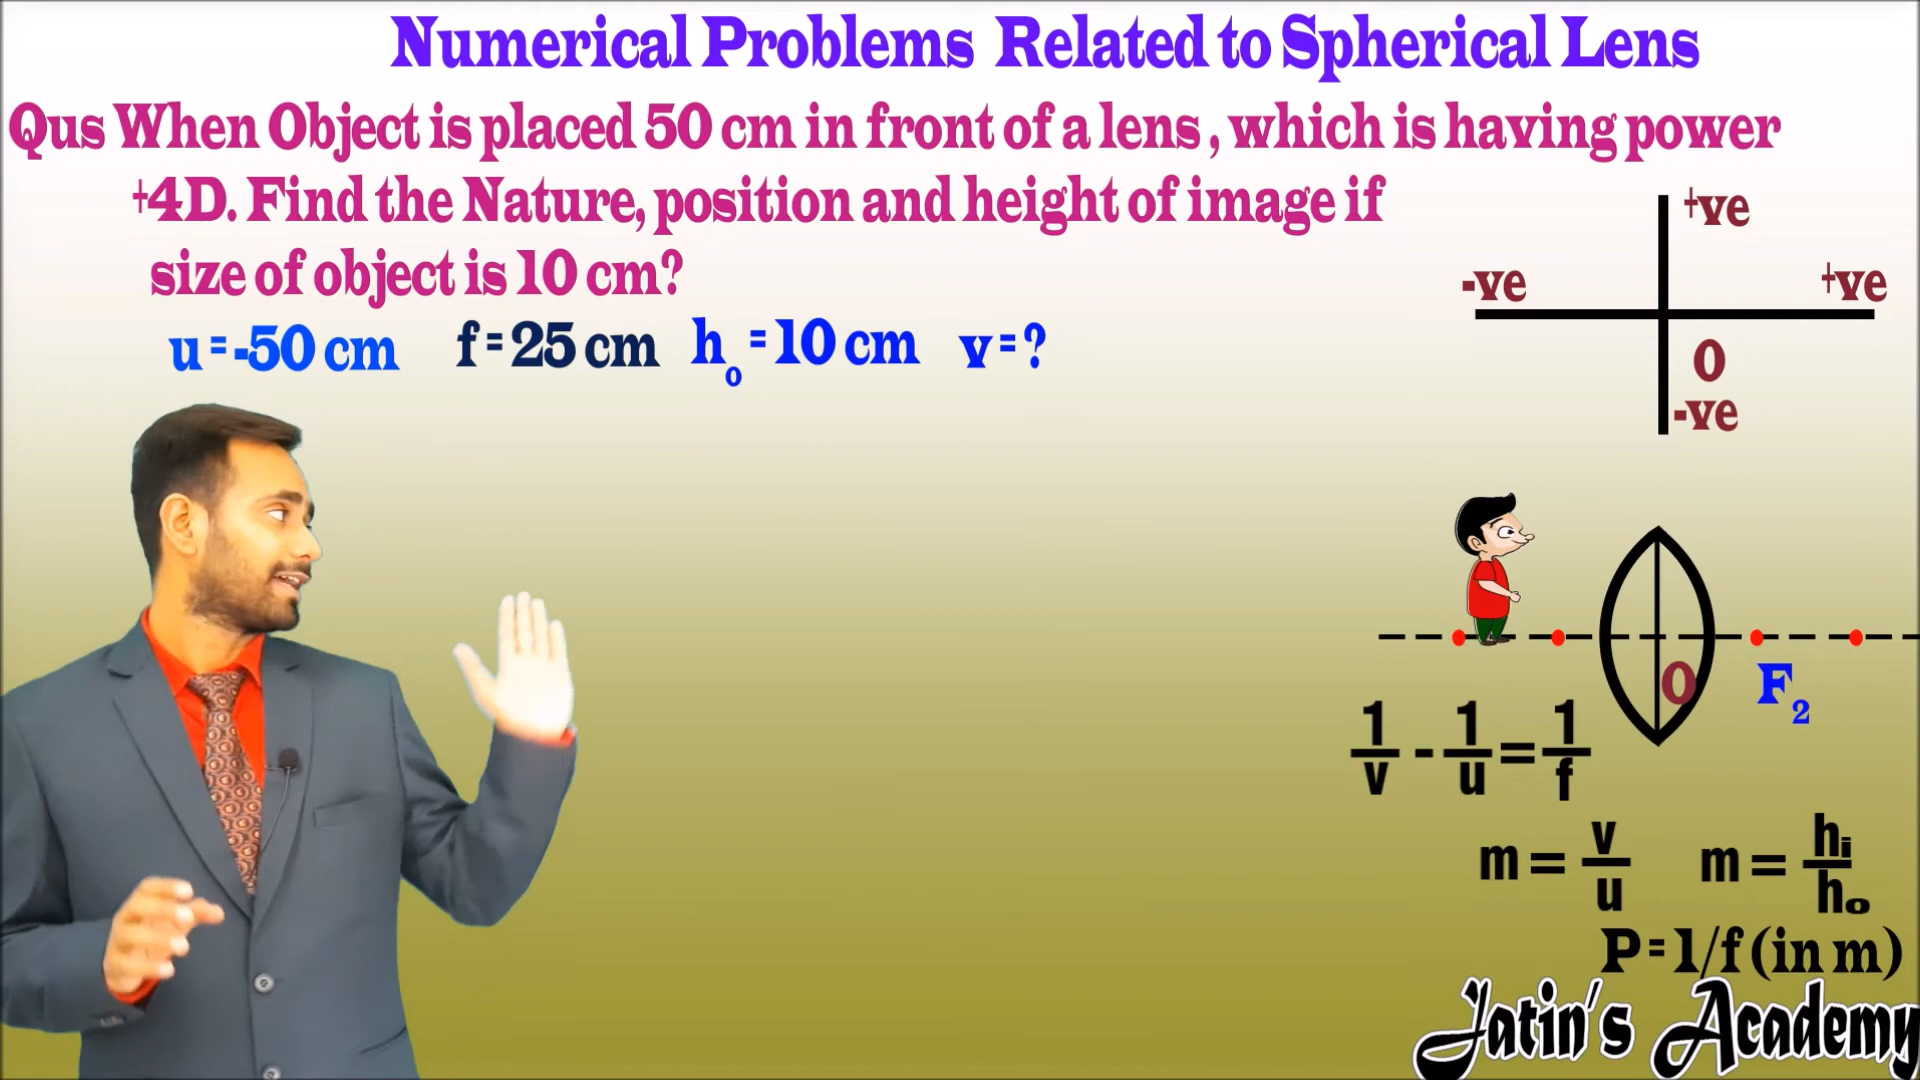 Numerical Problems Related to Spherical Lens
Qus When Object is placed 50 cm in front of a lens , which is having power
+4D. Find the Nature, position and height of image if
size of object is 10 cm?
u = -50 cm f = 25 cm h₀ = 10 cm v = ?
+ve
-ve +ve
O
-ve
O F₂
1/v - 1/u = 1/f
m = v/u m = hᵢ/hₒ
P = 1/f (in m)
Jatin's Academy